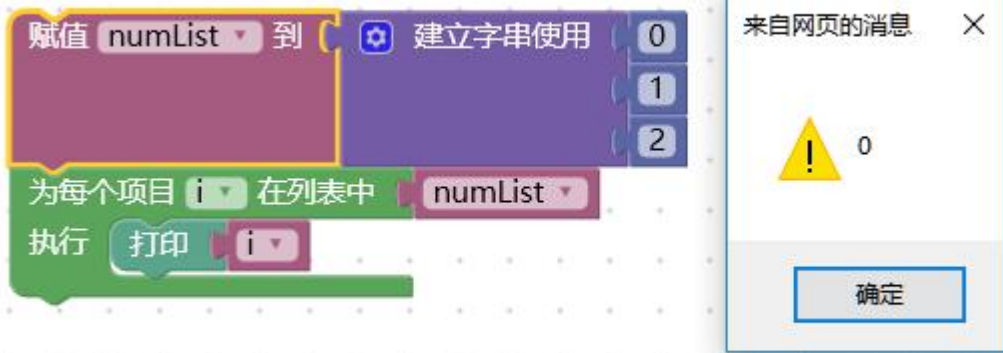 赋值 numList 到 建立字串使用 0
1
2
为每个项目 i 在列表中 numList
执行 打印 i
来自网页的消息
0
确定